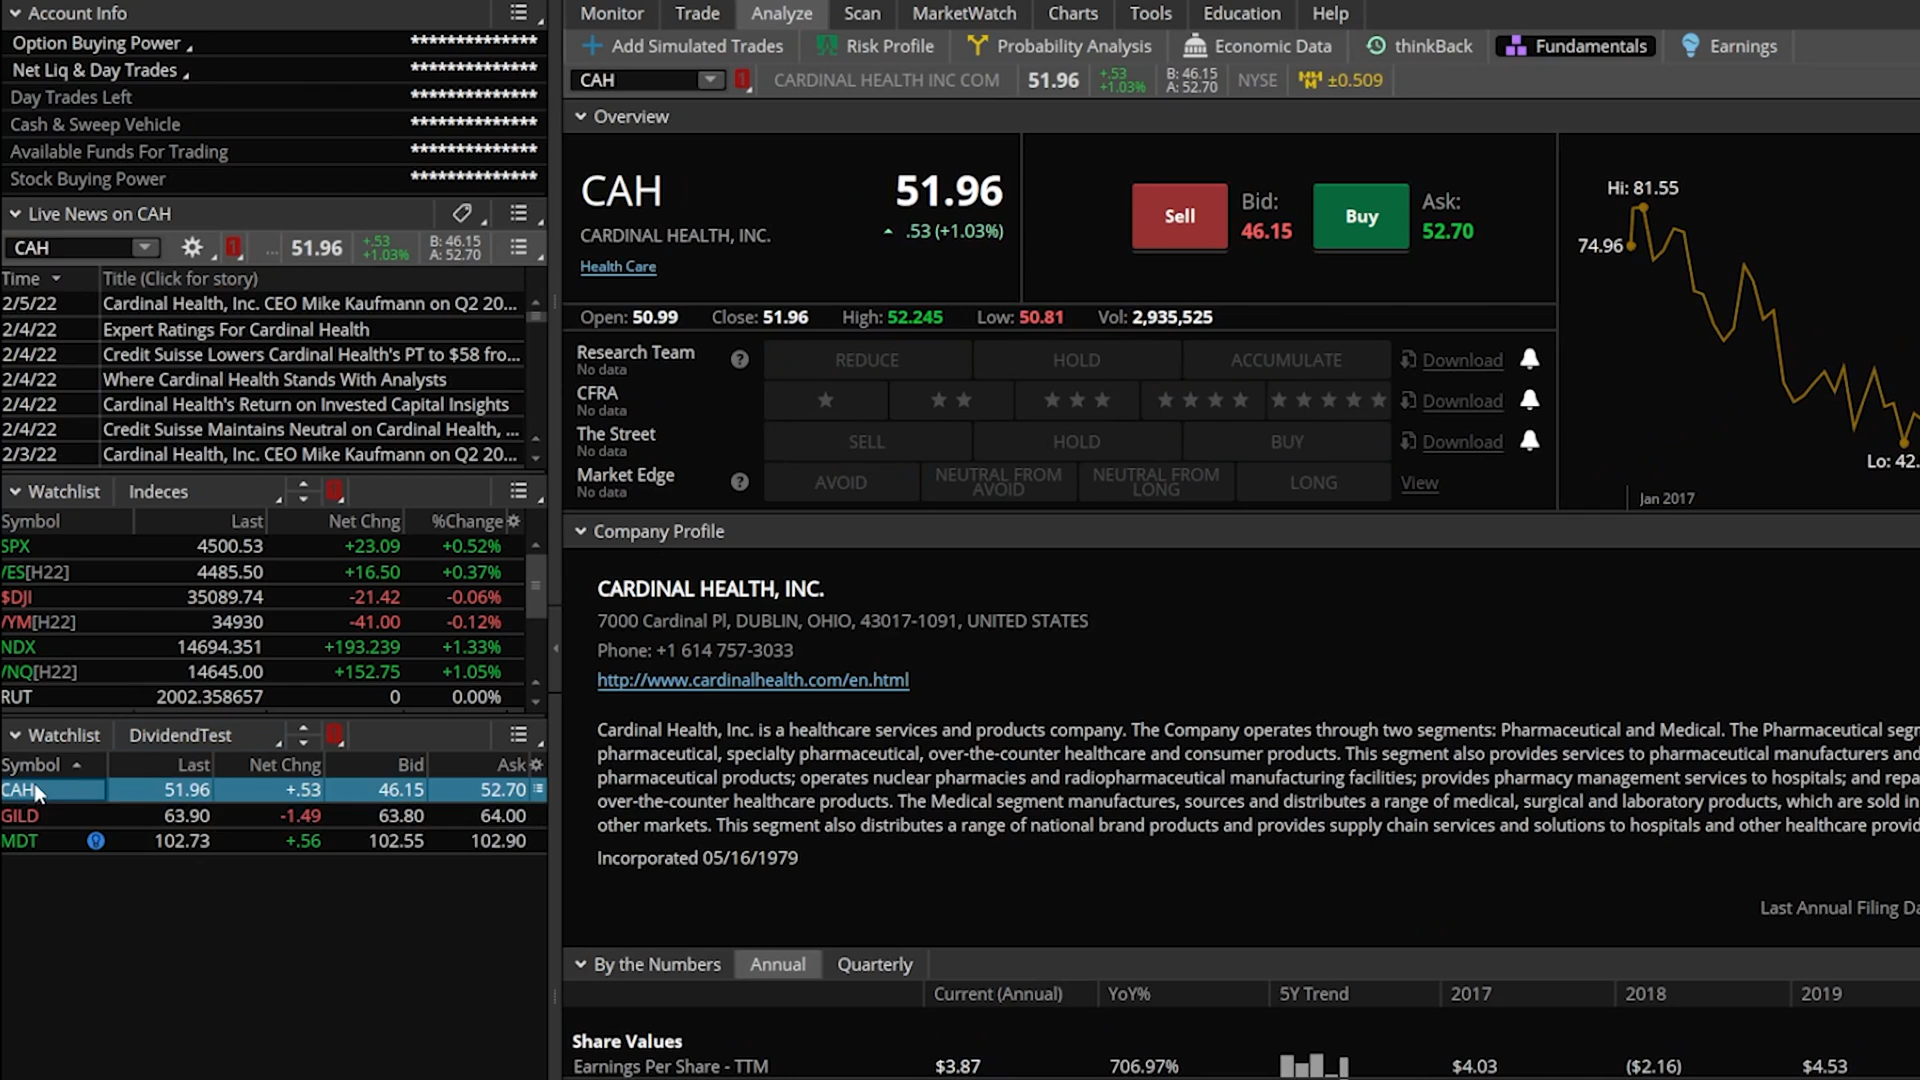 Account Info
Option Buying Power **************
Net Liq & Day Trades **************
Day Trades Left **************
Cash & Sweep Vehicle **************
Available Funds For Trading **************
Stock Buying Power **************
Live News on CAH
CAH 1 ... 51.96 +.53 +1.03% B: 46.15 A: 52.70
Time Title (Click for story)
2/5/22 Cardinal Health, Inc. CEO Mike Kaufmann on Q2 20...
2/4/22 Expert Ratings For Cardinal Health
2/4/22 Credit Suisse Lowers Cardinal Health's PT to $58 fro...
2/4/22 Where Cardinal Health Stands With Analysts
2/4/22 Cardinal Health's Return on Invested Capital Insights
2/4/22 Credit Suisse Maintains Neutral on Cardinal Health, ...
2/3/22 Cardinal Health, Inc. CEO Mike Kaufmann on Q2 20...
Watchlist Indeces
Symbol Last Net Chng %Change
SPX 4500.53 +23.09 +0.52%
/ES[H22] 4485.50 +16.50 +0.37%
$DJI 35089.74 -21.42 -0.06%
/YM[H22] 34930 -41.00 -0.12%
NDX 14694.351 +193.239 +1.33%
/NQ[H22] 14645.00 +152.75 +1.05%
RUT 2002.358657 0 0.00%
Watchlist DividendTest
Symbol Last Net Chng Bid Ask
CAH 51.96 +.53 46.15 52.70
GILD 63.90 -1.49 63.80 64.00
MDT 102.73 +.56 102.55 102.90
Monitor Trade Analyze Scan MarketWatch Charts Tools Education Help
Add Simulated Trades Risk Profile Probability Analysis Economic Data thinkBack Fundamentals Earnings
CAH 1 CARDINAL HEALTH INC COM 51.96 +.53 +1.03% B: 46.15 A: 52.70 NYSE ±0.509
Overview
CAH 51.96
CARDINAL HEALTH, INC. .53 (+1.03%)
Health Care
Sell Bid: 46.15 Buy Ask: 52.70
Open: 50.99 Close: 51.96 High: 52.245 Low: 50.81 Vol: 2,935,525
Research Team No data REDUCE HOLD ACCUMULATE Download
CFRA No data Download
The Street No data SELL HOLD BUY Download
Market Edge No data AVOID NEUTRAL FROM AVOID NEUTRAL FROM LONG LONG View
Hi: 81.55
74.96
Lo: 42.
Jan 2017
Company Profile
CARDINAL HEALTH, INC.
7000 Cardinal Pl, DUBLIN, OHIO, 43017-1091, UNITED STATES
Phone: +1 614 757-3033
http://www.cardinalhealth.com/en.html
Cardinal Health, Inc. is a healthcare services and products company. The Company operates through two segments: Pharmaceutical and Medical. The Pharmaceutical segm
pharmaceutical, specialty pharmaceutical, over-the-counter healthcare and consumer products. This segment also provides services to pharmaceutical manufacturers and
pharmaceutical products; operates nuclear pharmacies and radiopharmaceutical manufacturing facilities; provides pharmacy management services to hospitals; and repa
over-the-counter healthcare products. The Medical segment manufactures, sources and distributes a range of medical, surgical and laboratory products, which are sold in
other markets. This segment also distributes a range of national brand products and provides supply chain services and solutions to hospitals and other healthcare provid
Incorporated 05/16/1979
Last Annual Filing Da
By the Numbers Annual Quarterly
Current (Annual) YoY% 5Y Trend 2017 2018 2019
Share Values
Earnings Per Share - TTM $3.87 706.97% $4.03 ($2.16) $4.53